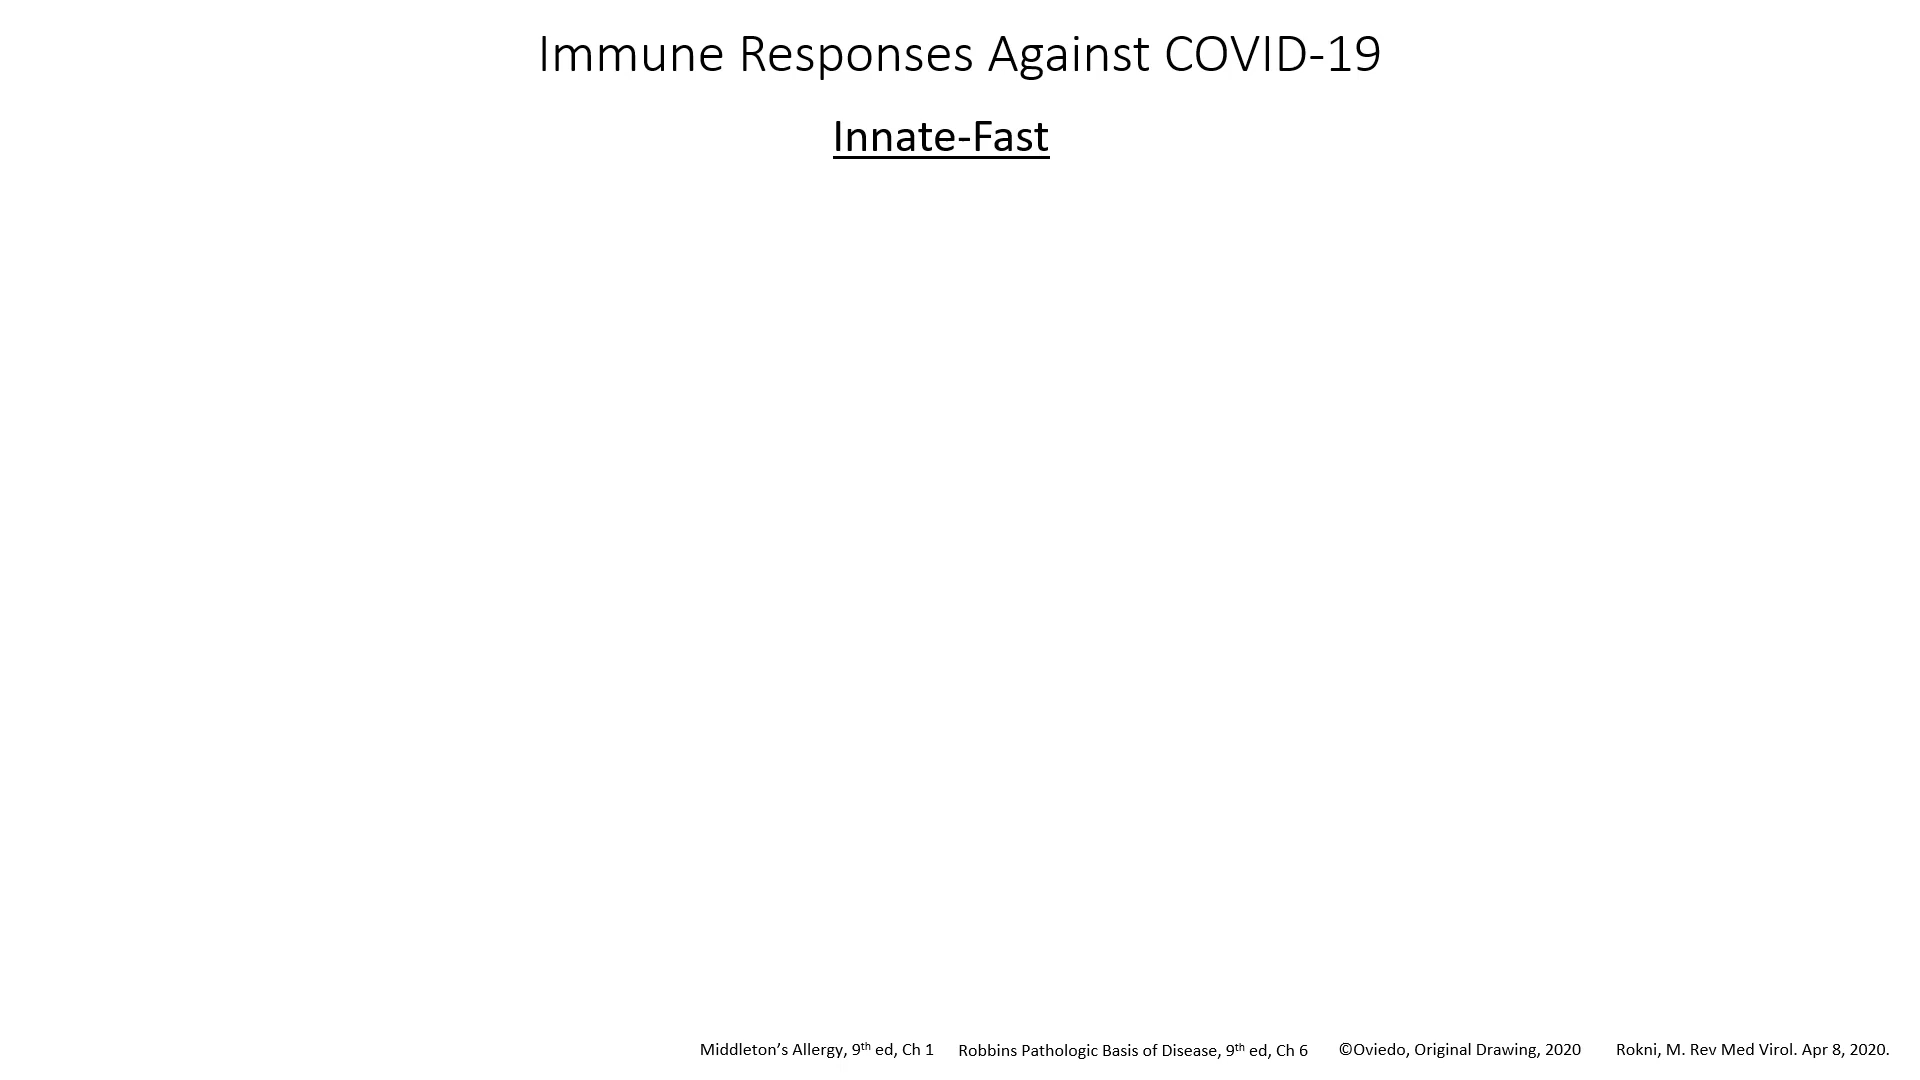 Immune Responses Against COVID-19
Innate-Fast
Middleton’s Allergy, 9th ed, Ch 1 Robbins Pathologic Basis of Disease, 9th ed, Ch 6 ©Oviedo, Original Drawing, 2020 Rokni, M. Rev Med Virol. Apr 8, 2020.